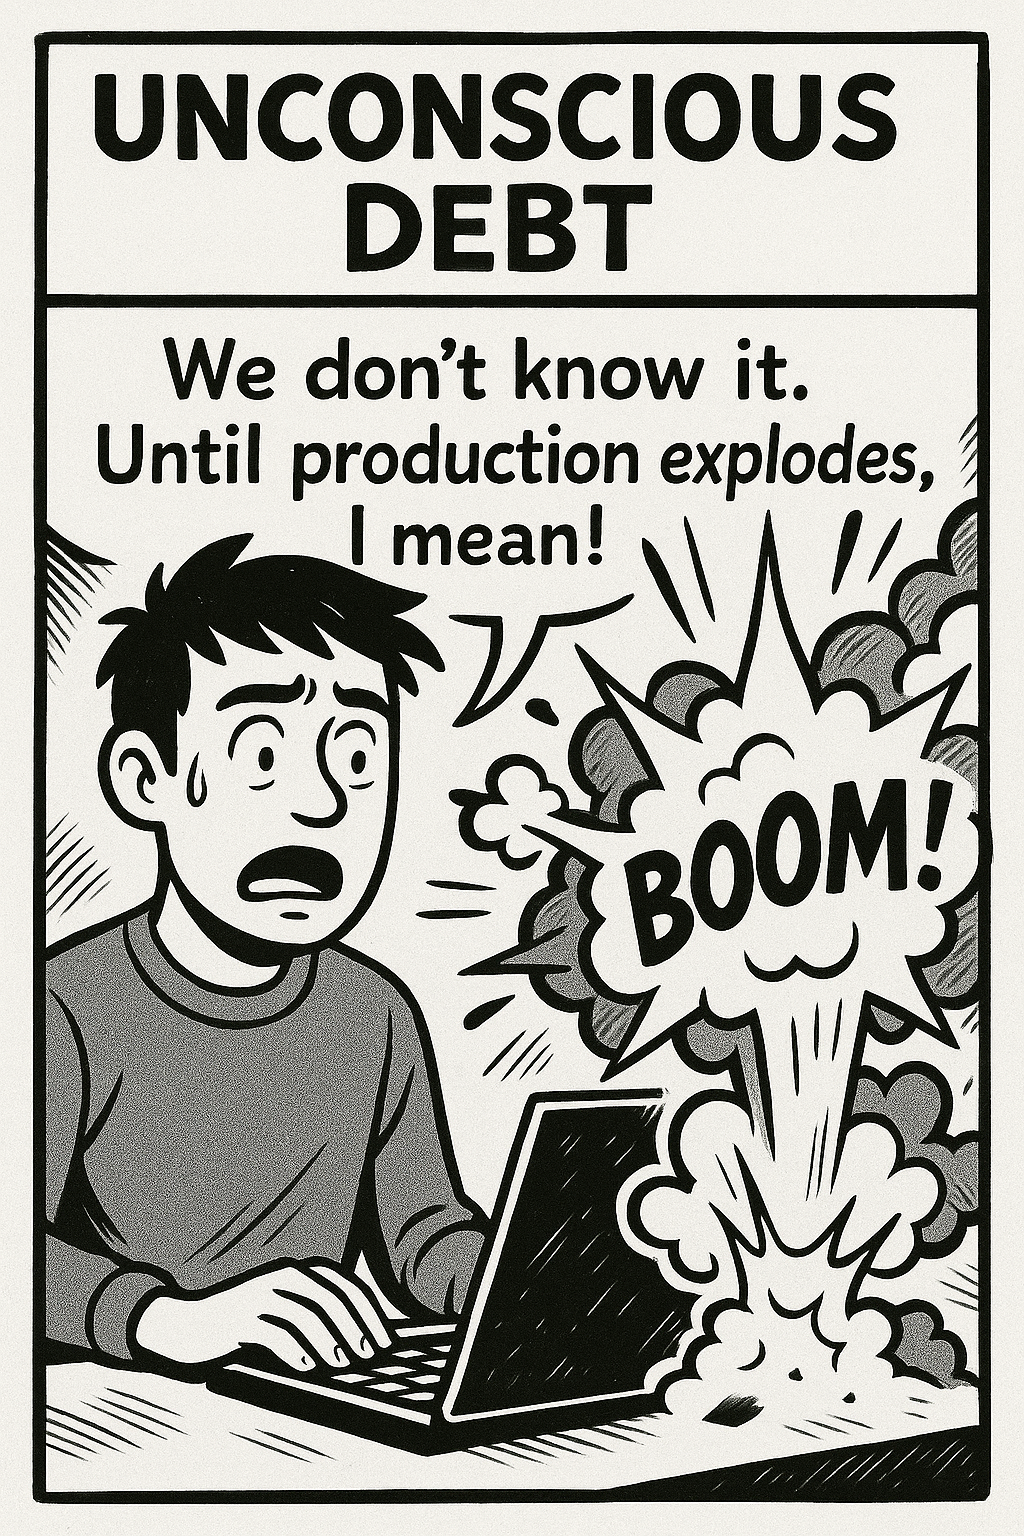 UNCONSCIOUS
DEBT
We don't know it.
Until production explodes,
I mean!
BOOM!